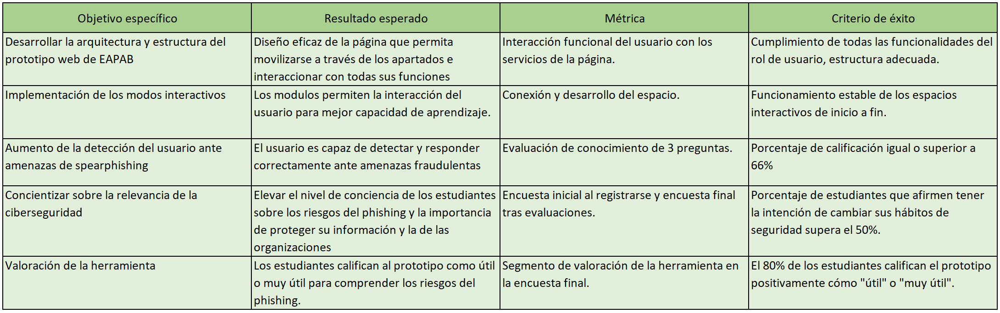 Objetivo específico
Resultado esperado
Métrica
Criterio de éxito
Desarrollar la arquitectura y estructura del
prototipo web de EAPAB
Diseño eficaz de la página que permita
movilizarse a través de los apartados e
interaccionar con todas sus funciones
Interacción funcional del usuario con los
servicios de la página.
Cumplimiento de todas las funcionalidades del
rol de usuario, estructura adecuada.
Implementación de los modos interactivos
Los modulos permiten la interacción del
usuario para mejor capacidad de aprendizaje.
Conexión y desarrollo del espacio.
Funcionamiento estable de los espacios
interactivos de inicio a fin.
Aumento de la detección del usuario ante
amenazas de spearphishing
El usuario es capaz de detectar y responder
correctamente ante amenazas fraudulentas
Evaluación de conocimiento de 3 preguntas.
Porcentaje de calificación igual o superior a
66%
Concientizar sobre la relevancia de la
ciberseguridad
Elevar el nivel de conciencia de los estudiantes
sobre los riesgos del phishing y la importancia
de proteger su información y la de las
organizaciones
Encuesta inicial al registrarse y encuesta final
tras evaluaciones.
Porcentaje de estudiantes que afirmen tener
la intención de cambiar sus hábitos de
seguridad supera el 50%.
Valoración de la herramienta
Los estudiantes califican al prototipo como útil
o muy útil para comprender los riesgos del
phishing.
Segmento de valoración de la herramienta en
la encuesta final.
El 80% de los estudiantes califican el prototipo
positivamente cómo "útil" o "muy útil".